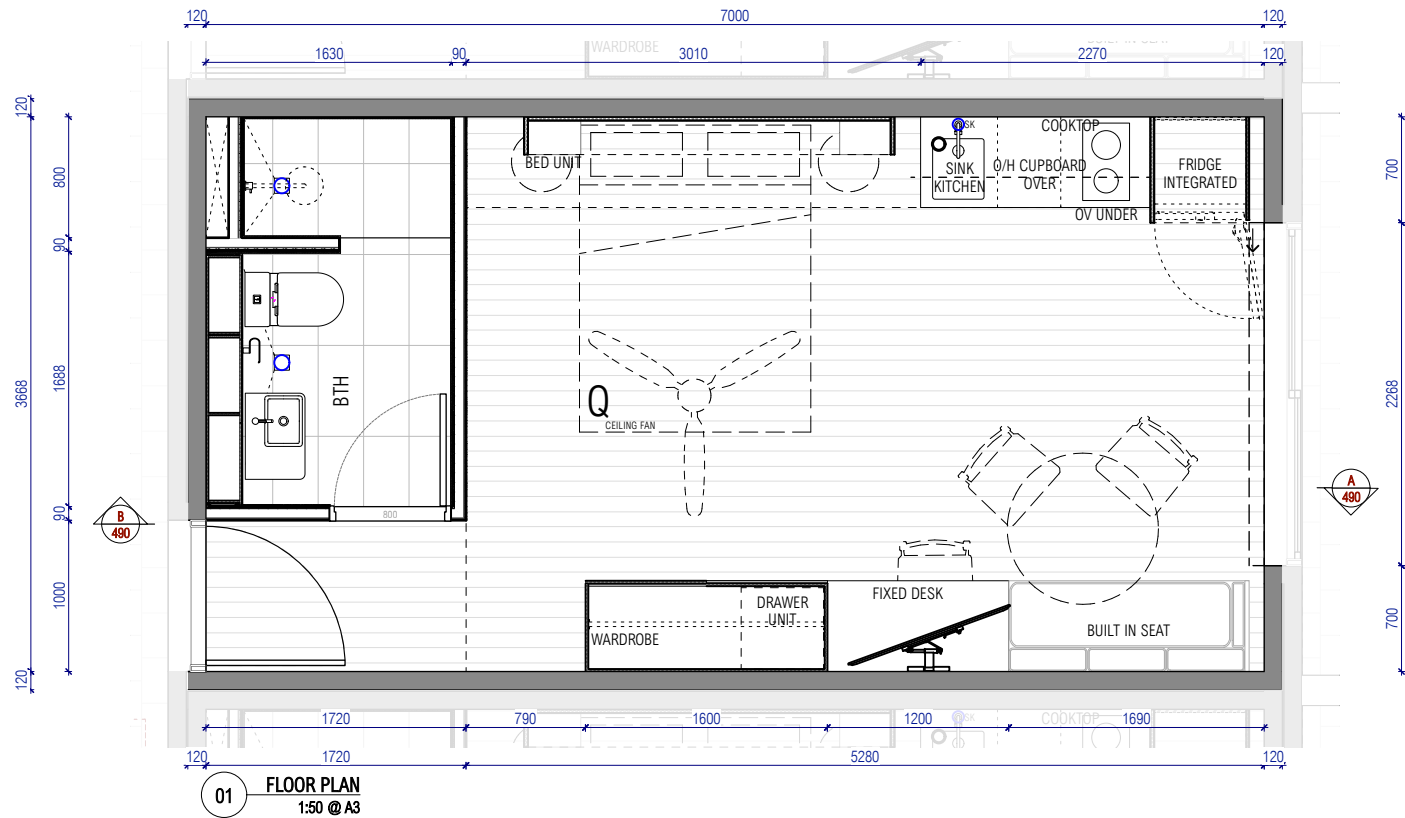 120
7000
120
WARDROBE
1630
90
3010
2270
120
120
800
90
3668
1688
90
1000
120
700
2268
700
BED UNIT
SINK
KITCHEN
COOKTOP
O/H CUPBOARD
OVER
OV UNDER
FRIDGE
INTEGRATED
BTH
Q
CEILING FAN
800
B
490
A
490
WARDROBE
DRAWER
UNIT
FIXED DESK
BUILT IN SEAT
1720
790
1600
1200
1690
COOKTOP
120
1720
5280
120
01
FLOOR PLAN
1:50 @ A3